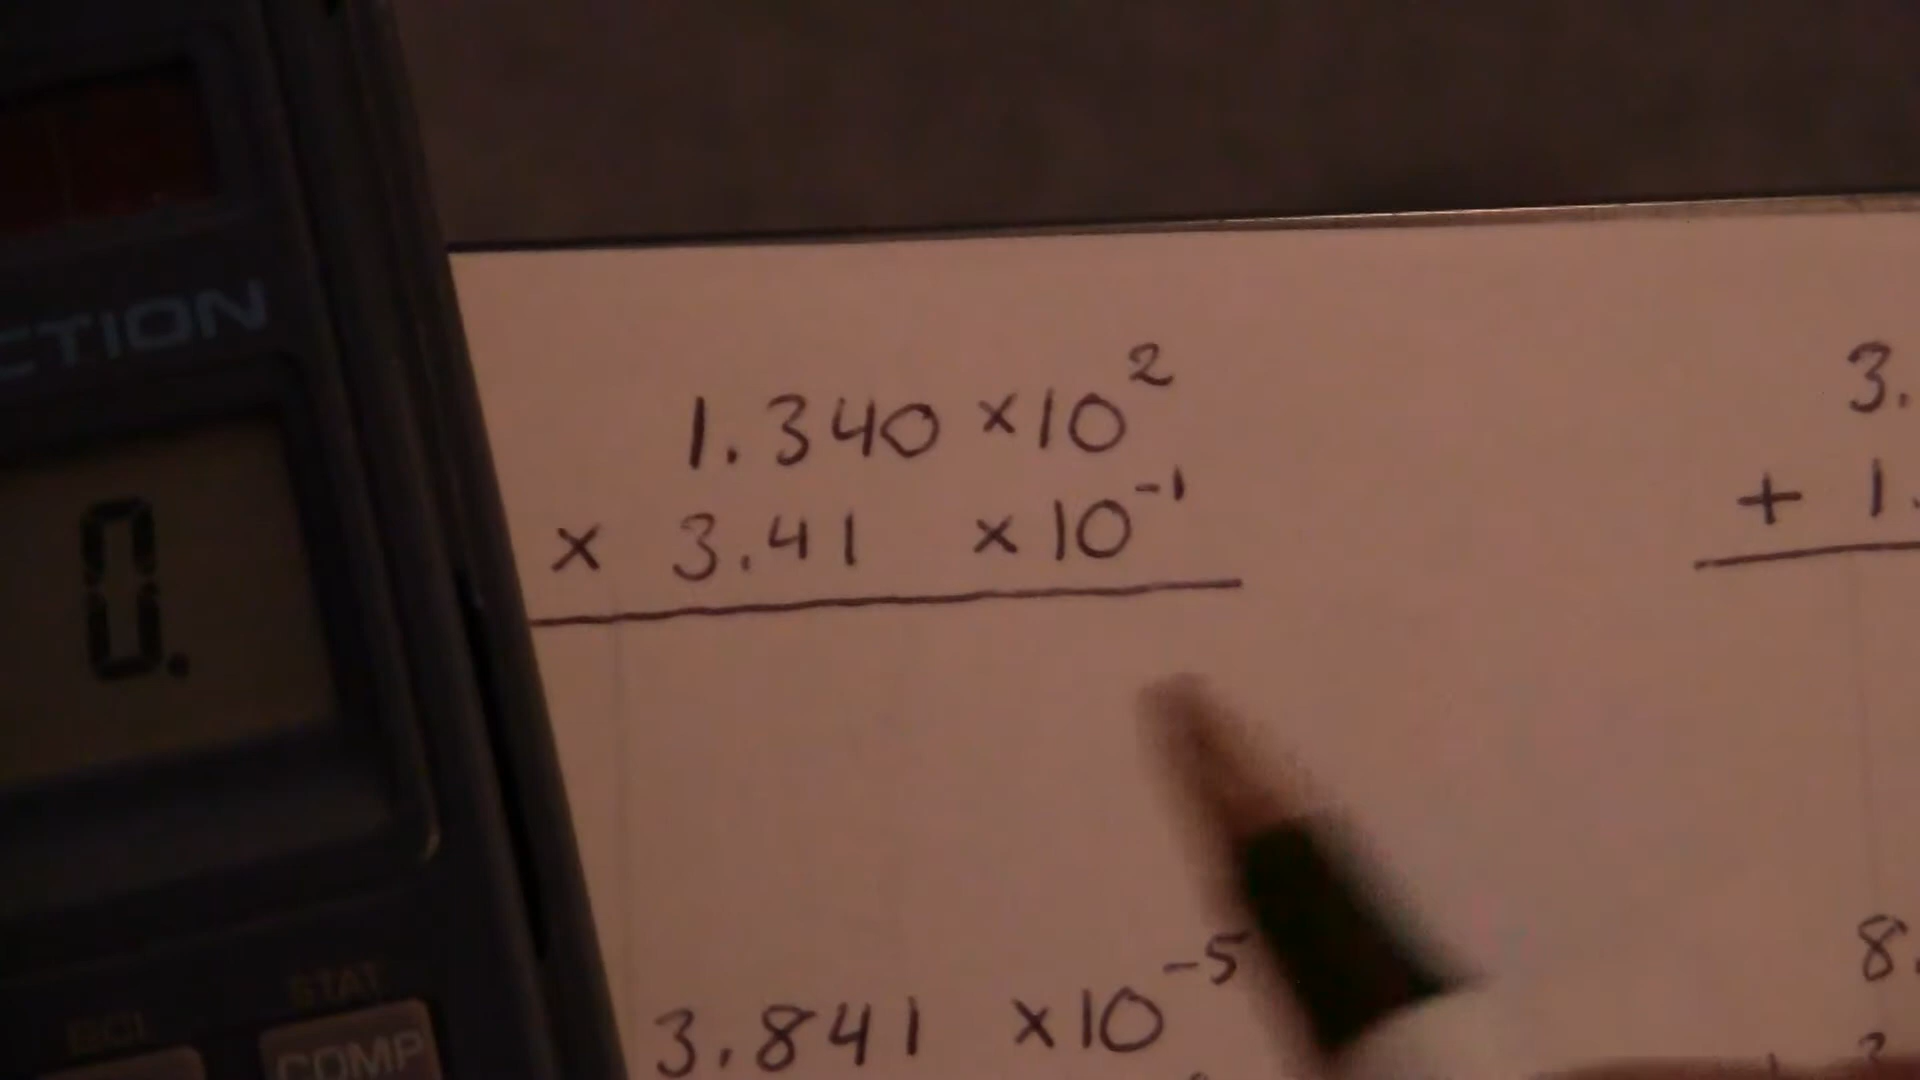 CTION
0.
STAT
COMP
1.340 ×10²
× 3.41 ×10⁻¹
3.841 ×10⁻⁵
3.
+ 1.
8.